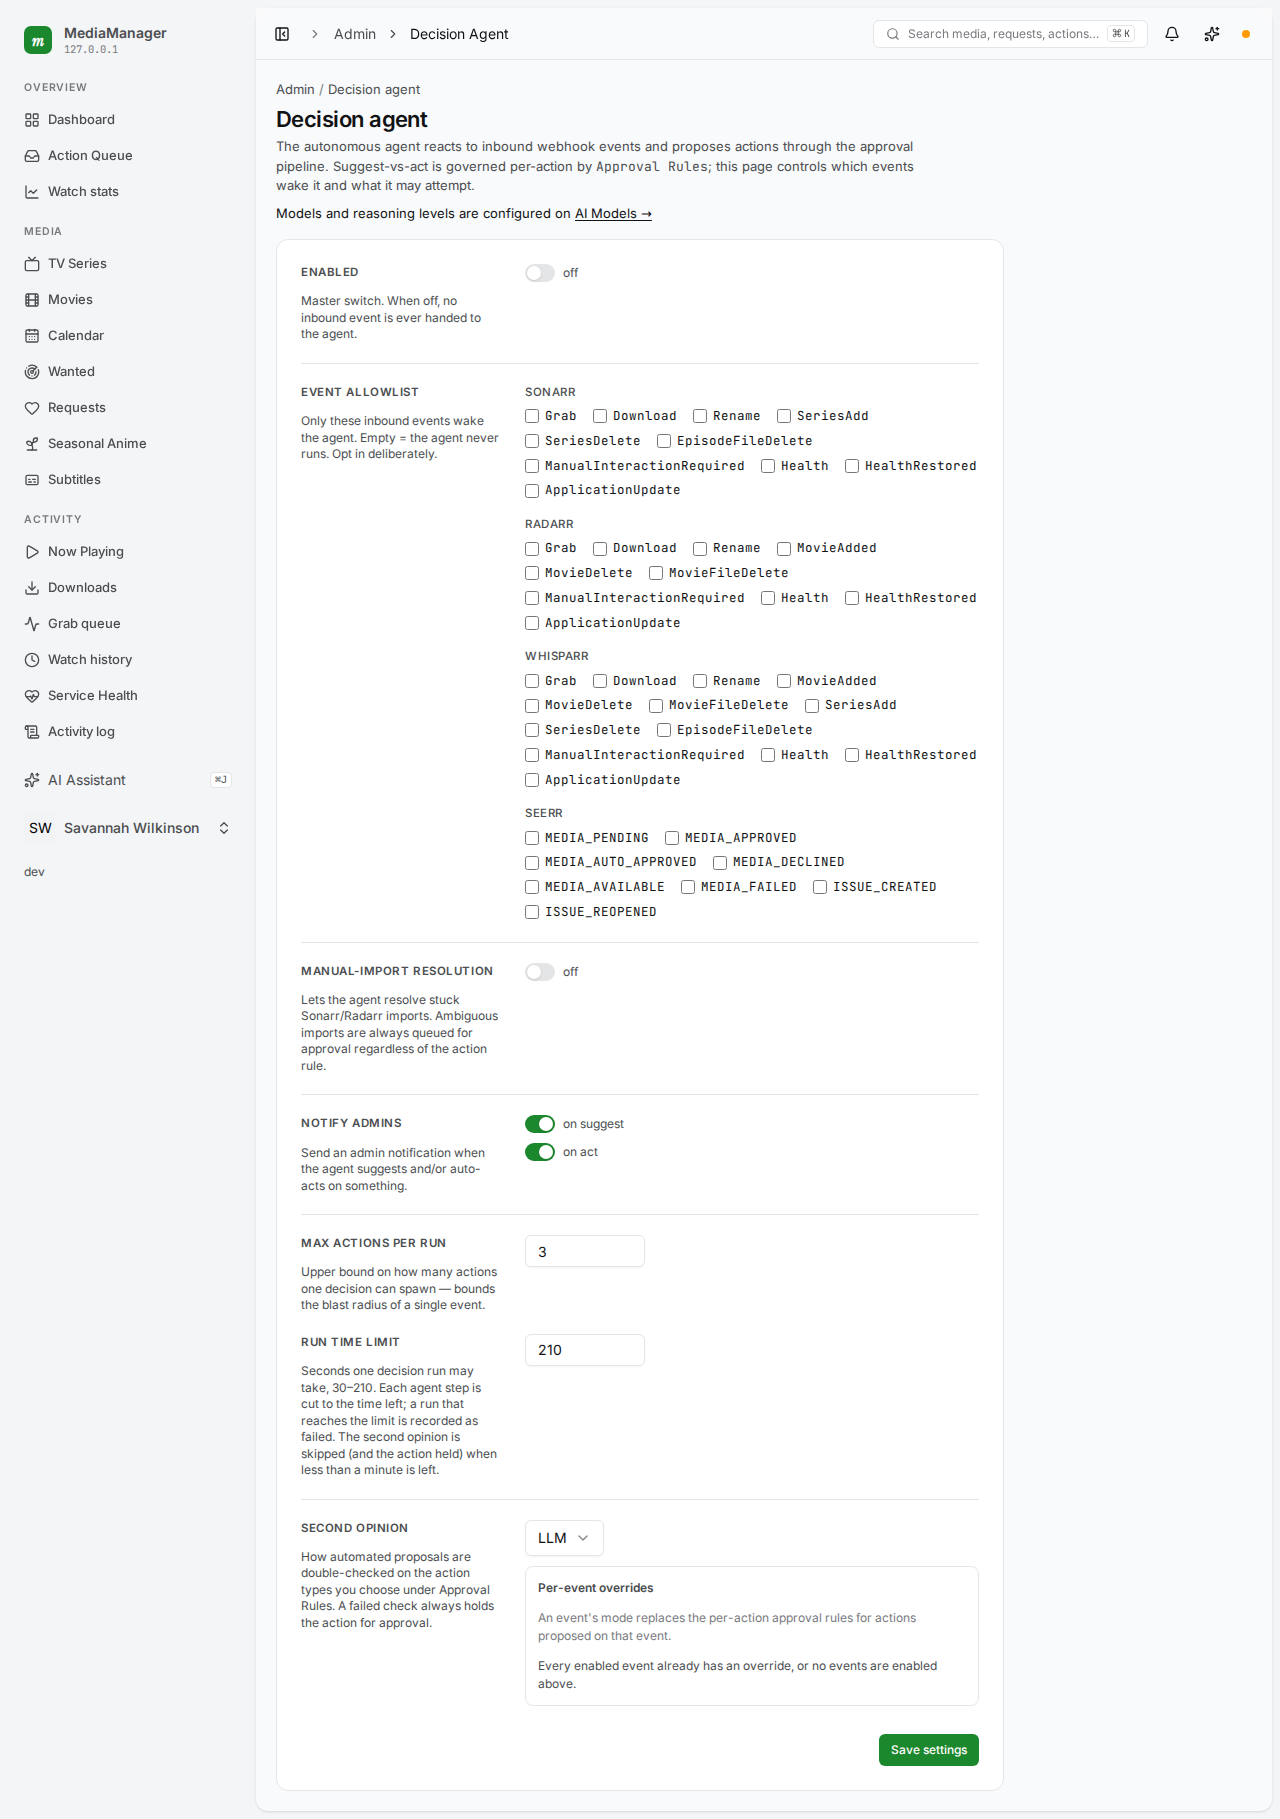 m
MediaManager
127.0.0.1
OVERVIEW
Dashboard
Action Queue
Watch stats
MEDIA
TV Series
Movies
Calendar
Wanted
Requests
Seasonal Anime
Subtitles
ACTIVITY
Now Playing
Downloads
Grab queue
Watch history
Service Health
Activity log
AI Assistant ⌘J
SW Savannah Wilkinson
dev
Admin Decision Agent
Search media, requests, actions... ⌘ K
Admin / Decision agent
Decision agent
The autonomous agent reacts to inbound webhook events and proposes actions through the approval
pipeline. Suggest-vs-act is governed per-action by Approval Rules; this page controls which events
wake it and what it may attempt.
Models and reasoning levels are configured on AI Models →
ENABLED
off
Master switch. When off, no
inbound event is ever handed to
the agent.
EVENT ALLOWLIST
Only these inbound events wake
the agent. Empty = the agent never
runs. Opt in deliberately.
SONARR
Grab Download Rename SeriesAdd
SeriesDelete EpisodeFileDelete
ManualInteractionRequired Health HealthRestored
ApplicationUpdate
RADARR
Grab Download Rename MovieAdded
MovieDelete MovieFileDelete
ManualInteractionRequired Health HealthRestored
ApplicationUpdate
WHISPARR
Grab Download Rename MovieAdded
MovieDelete MovieFileDelete SeriesAdd
SeriesDelete EpisodeFileDelete
ManualInteractionRequired Health HealthRestored
ApplicationUpdate
SEERR
MEDIA_PENDING MEDIA_APPROVED
MEDIA_AUTO_APPROVED MEDIA_DECLINED
MEDIA_AVAILABLE MEDIA_FAILED ISSUE_CREATED
ISSUE_REOPENED
MANUAL-IMPORT RESOLUTION
off
Lets the agent resolve stuck
Sonarr/Radarr imports. Ambiguous
imports are always queued for
approval regardless of the action
rule.
NOTIFY ADMINS
Send an admin notification when
the agent suggests and/or auto-
acts on something.
on suggest
on act
MAX ACTIONS PER RUN
3
Upper bound on how many actions
one decision can spawn — bounds
the blast radius of a single event.
RUN TIME LIMIT
210
Seconds one decision run may
take, 30–210. Each agent step is
cut to the time left; a run that
reaches the limit is recorded as
failed. The second opinion is
skipped (and the action held) when
less than a minute is left.
SECOND OPINION
How automated proposals are
double-checked on the action
types you choose under Approval
Rules. A failed check always holds
the action for approval.
LLM
Per-event overrides
An event's mode replaces the per-action approval rules for actions
proposed on that event.
Every enabled event already has an override, or no events are enabled
above.
Save settings